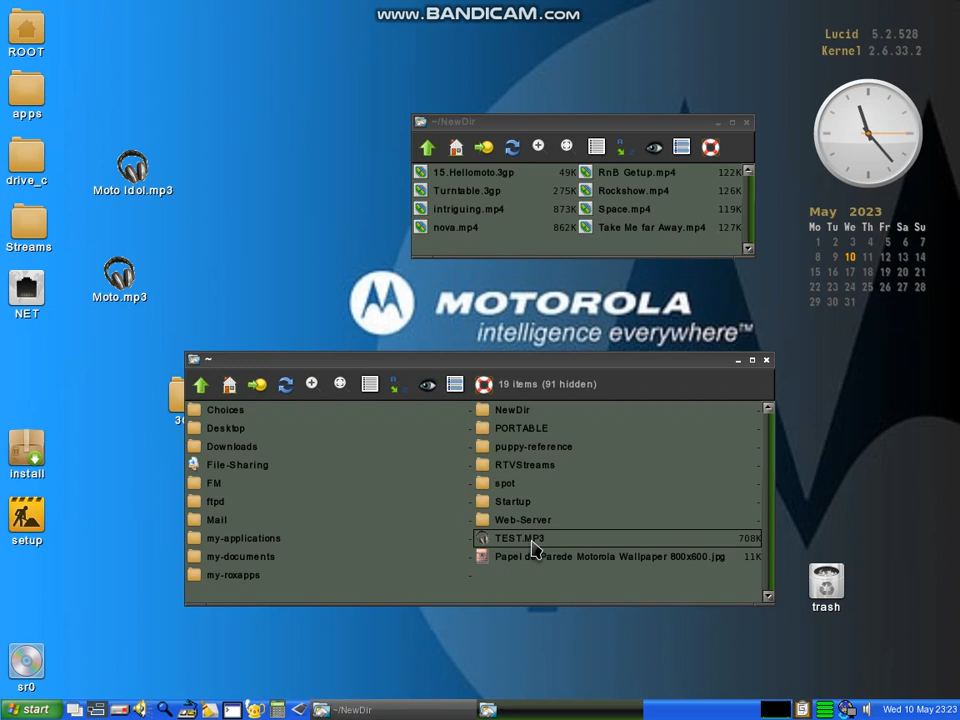 www.BANDICAM.com
Lucid 5.2.528
Kernel 2.6.33.2
ROOT
apps
drive_c
Streams
NET
install
setup
sr0
Moto Idol.mp3
Moto.mp3
~/NewDir
15.Hellomoto.3gp 49K RnB Getup.mp4 122K
Turntable.3gp 275K Rockshow.mp4 126K
intriguing.mp4 873K Space.mp4 119K
nova.mp4 862K Take Me far Away.mp4 127K
May 2023
Mo Tu We Th Fr Sa Su
1 2 3 4 5 6 7
8 9 10 11 12 13 14
15 16 17 18 19 20 21
22 23 24 25 26 27 28
29 30 31
MOTOROLA
intelligence everywhere™
~
19 items (91 hidden)
Choices - NewDir -
Desktop - PORTABLE -
Downloads - puppy-reference -
File-Sharing - RTVStreams -
FM - spot -
ftpd - Startup -
Mail - Web-Server -
my-applications - TEST.MP3 708K
my-documents - Papel de Parede Motorola Wallpaper 800x600.jpg 11K
my-roxapps -
trash
start
~/NewDir
Wed 10 May 23:23